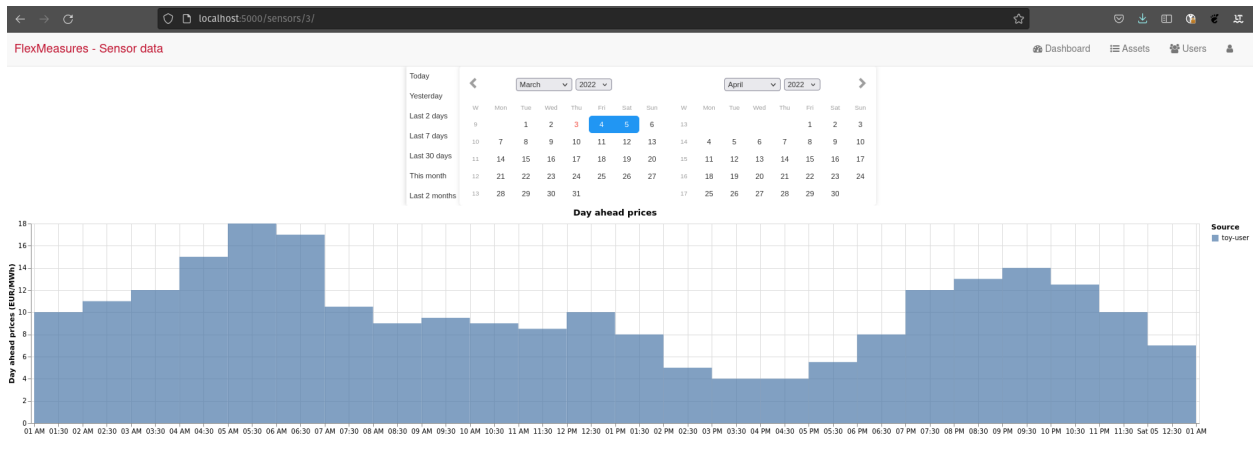 localhost:5000/sensors/3/
FlexMeasures - Sensor data
Dashboard Assets Users
Today
Yesterday
Last 2 days
Last 7 days
Last 30 days
This month
Last 2 months
March 2022
W Mon Tue Wed Thu Fri Sat Sun
9 1 2 3 4 5 6
10 7 8 9 10 11 12 13
11 14 15 16 17 18 19 20
12 21 22 23 24 25 26 27
13 28 29 30 31
April 2022
W Mon Tue Wed Thu Fri Sat Sun
13 1 2 3
14 4 5 6 7 8 9 10
15 11 12 13 14 15 16 17
16 18 19 20 21 22 23 24
17 25 26 27 28 29 30
Day ahead prices
Day ahead prices (EUR/MWh)
18
16
14
12
10
8
6
4
2
0
01 AM 01:30 02 AM 02:30 03 AM 03:30 04 AM 04:30 05 AM 05:30 06 AM 06:30 07 AM 07:30 08 AM 08:30 09 AM 09:30 10 AM 10:30 11 AM 11:30 12 PM 12:30 01 PM 01:30 02 PM 02:30 03 PM 03:30 04 PM 04:30 05 PM 05:30 06 PM 06:30 07 PM 07:30 08 PM 08:30 09 PM 09:30 10 PM 10:30 11 PM 11:30 Sat 05 12:30 01 AM
Source
toy-user